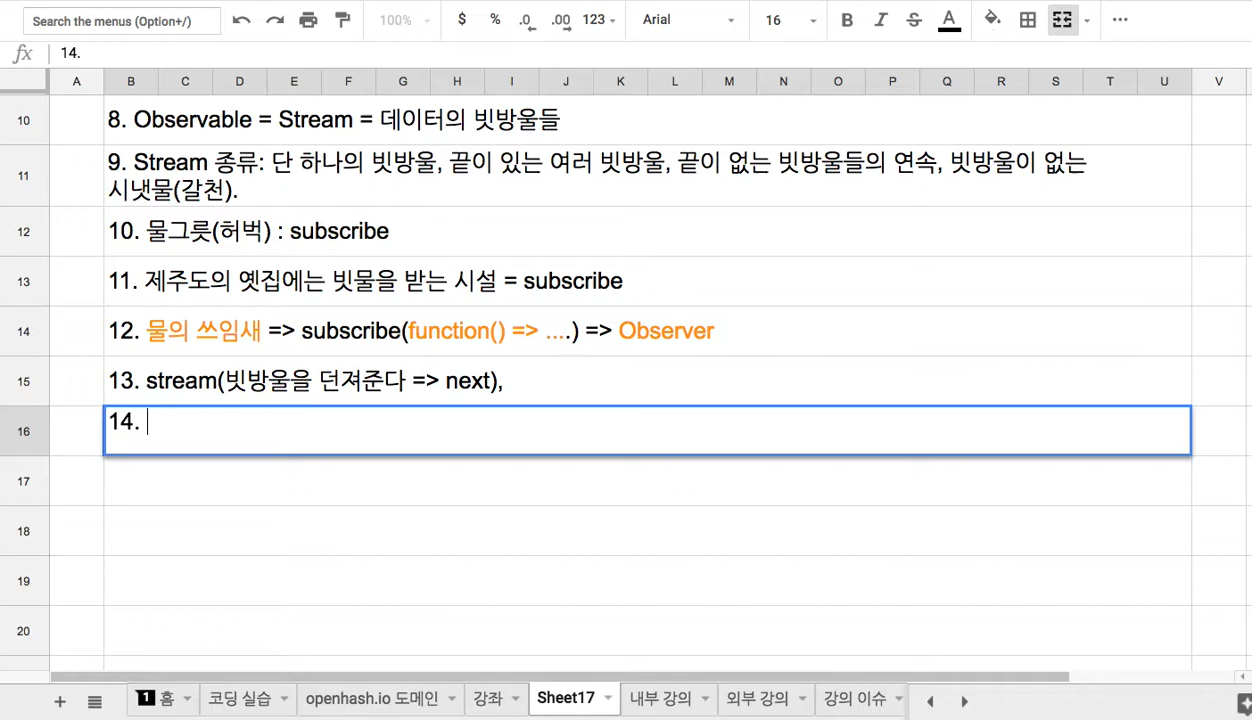 Search the menus (Option+/)
100%
$ % .0 .00 123
Arial
16
B I S A
fx 14.
A B C D E F G H I J K L M N O P Q R S T U V
10 8. Observable = Stream = 데이터의 빗방울들
11 9. Stream 종류: 단 하나의 빗방울, 끝이 있는 여러 빗방울, 끝이 없는 빗방울들의 연속, 빗방울이 없는
시냇물(갈천).
12 10. 물그릇(허벅) : subscribe
13 11. 제주도의 옛집에는 빗물을 받는 시설 = subscribe
14 12. 물의 쓰임새 => subscribe(function() => ....) => Observer
15 13. stream(빗방울을 던져준다 => next),
16 14.
17
18
19
20
1 홈 코딩 실습 openhash.io 도메인 강좌 Sheet17 내부 강의 외부 강의 강의 이슈